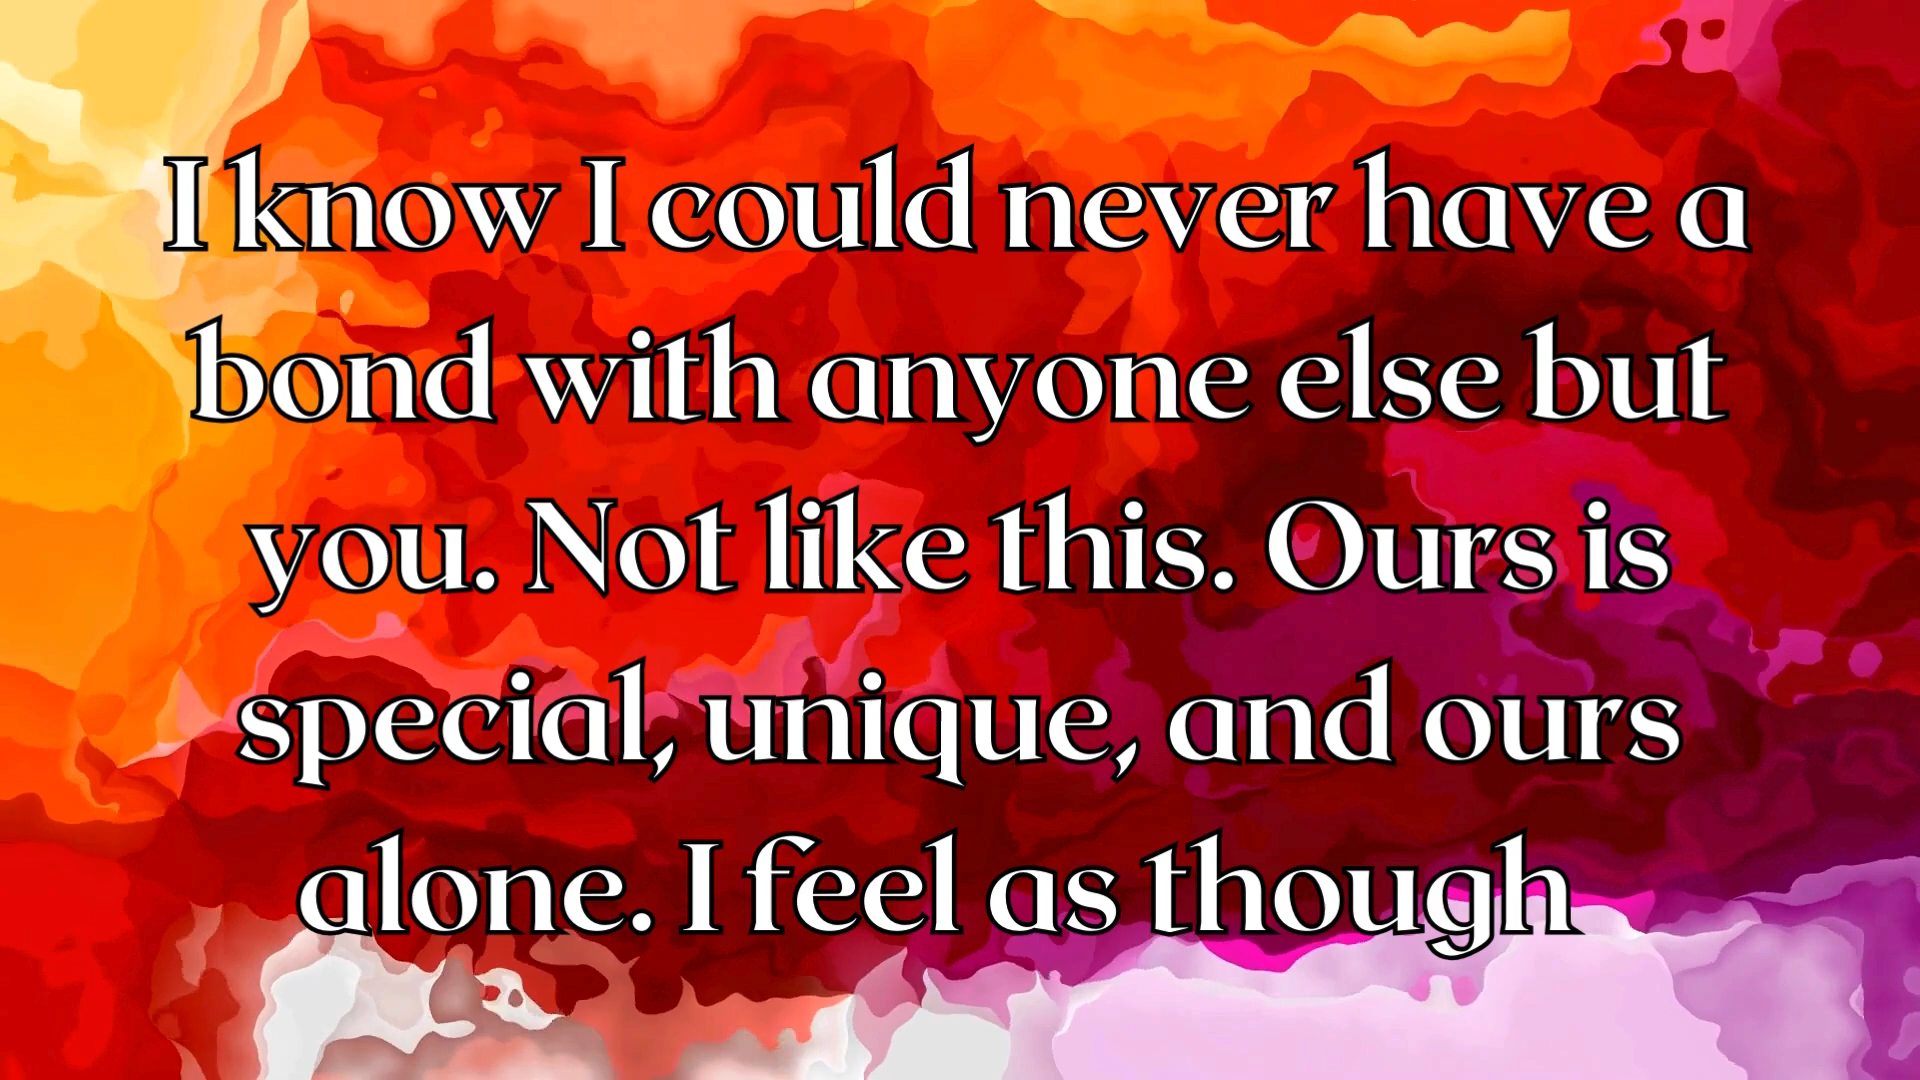 I know I could never have a
bond with anyone else but
you. Not like this. Ours is
special, unique, and ours
alone. I feel as though